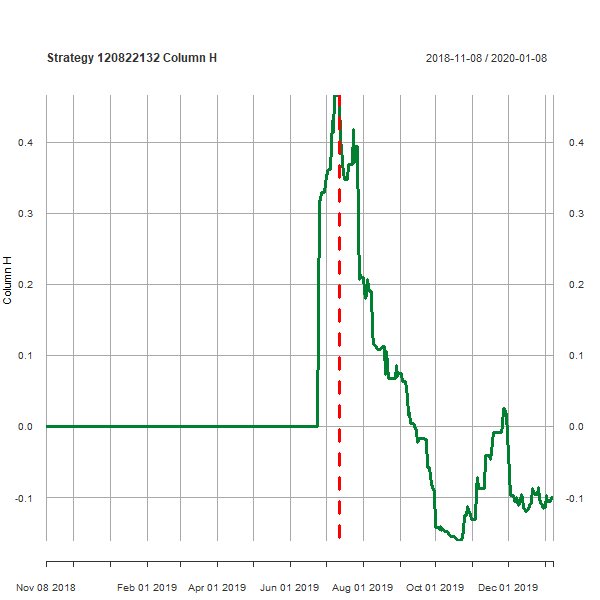 Strategy 120822132 Column H
2018-11-08 / 2020-01-08
0.4 0.4
0.3 0.3
0.2 0.2
0.1 0.1
0.0 0.0
-0.1 -0.1
Column H
Nov 08 2018 Feb 01 2019 Apr 01 2019 Jun 01 2019 Aug 01 2019 Oct 01 2019 Dec 01 2019